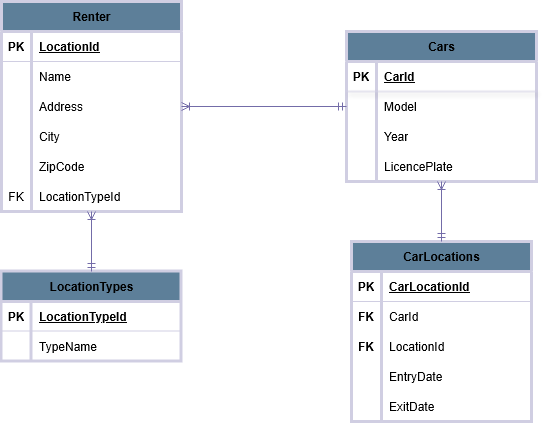 Renter
PK LocationId
Name
Address
City
ZipCode
FK LocationTypeId
Cars
PK CarId
Model
Year
LicencePlate
LocationTypes
PK LocationTypeId
TypeName
CarLocations
PK CarLocationId
FK CarId
FK LocationId
EntryDate
ExitDate